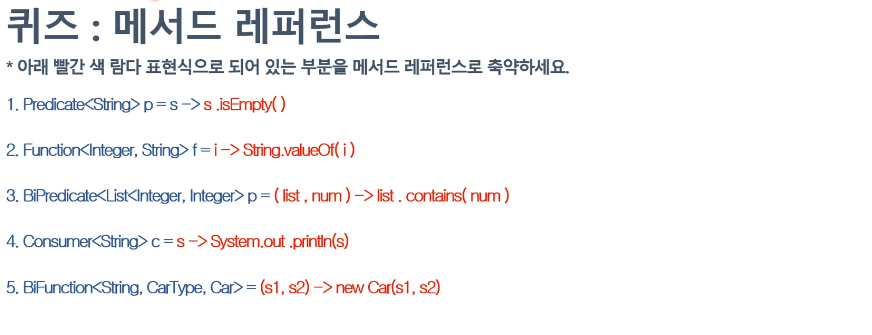 퀴즈 : 메서드 레퍼런스
* 아래 빨간 색 람다 표현식으로 되어 있는 부분을 메서드 레퍼런스로 축약하세요.
1. Predicate<String> p = s -> s .isEmpty( )
2. Function<Integer, String> f = i -> String.valueOf( i )
3. BiPredicate<List<Integer, Integer> p = ( list , num ) -> list . contains( num )
4. Consumer<String> c = s -> System.out .println(s)
5. BiFunction<String, CarType, Car> = (s1, s2) -> new Car(s1, s2)